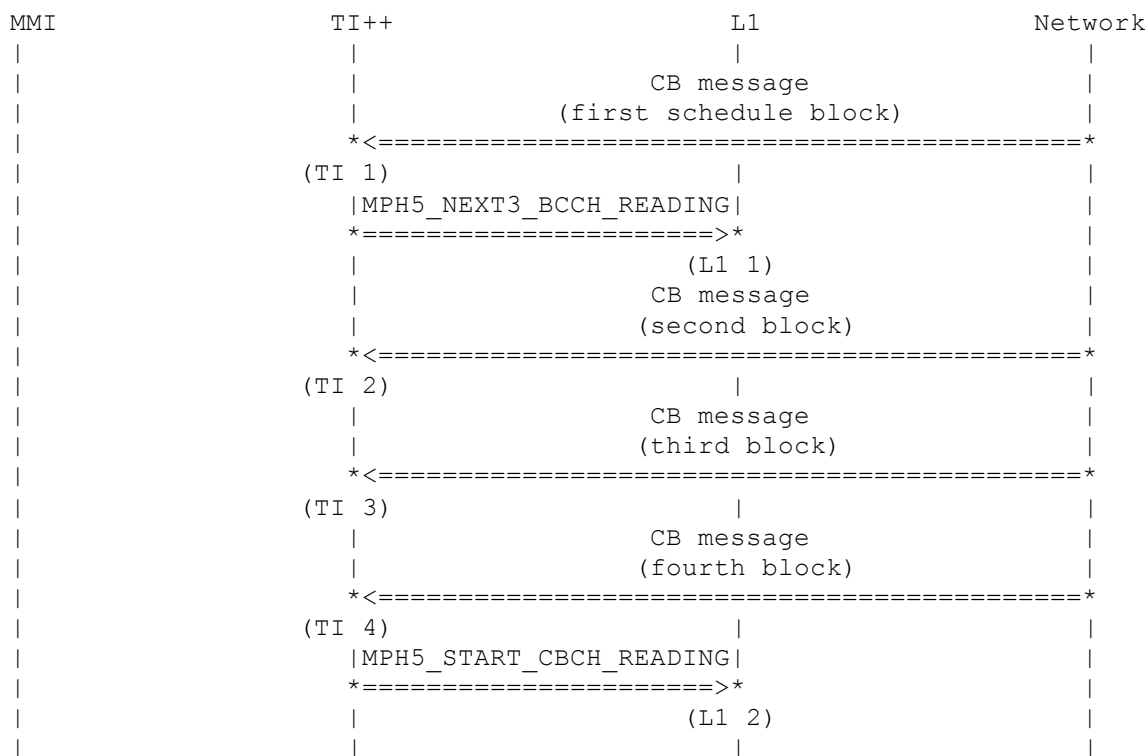 MMI TI++ L1 Network
| | | |
| | CB message |
| | (first schedule block) |
| *<============================================*
| (TI 1) | |
| |MPH5_NEXT3_BCCH_READING| |
| *======================>* |
| | (L1 1) |
| | CB message |
| | (second block) |
| *<============================================*
| (TI 2) | |
| | CB message |
| | (third block) |
| *<============================================*
| (TI 3) | |
| | CB message |
| | (fourth block) |
| *<============================================*
| (TI 4) | |
| |MPH5_START_CBCH_READING| |
| *======================>* |
| | (L1 2) |
| | | |